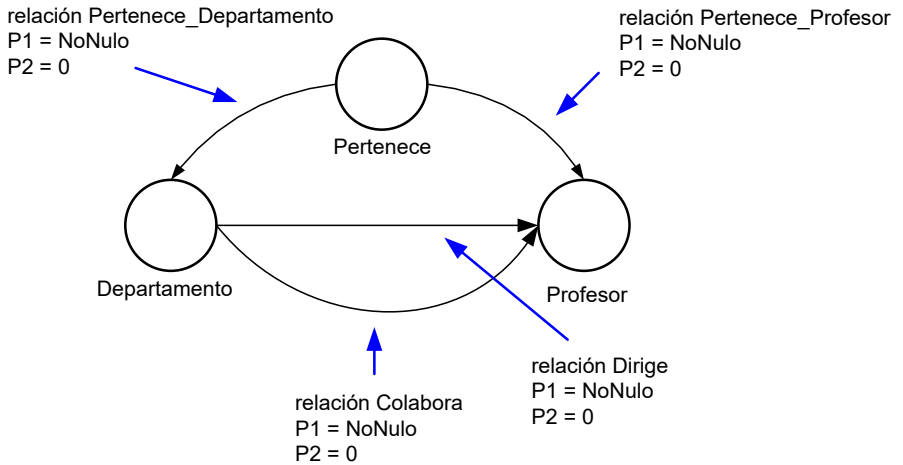 relación Pertenece_Departamento
P1 = NoNulo
P2 = 0
relación Pertenece_Profesor
P1 = NoNulo
P2 = 0
Pertenece
Departamento
Profesor
relación Dirige
P1 = NoNulo
P2 = 0
relación Colabora
P1 = NoNulo
P2 = 0